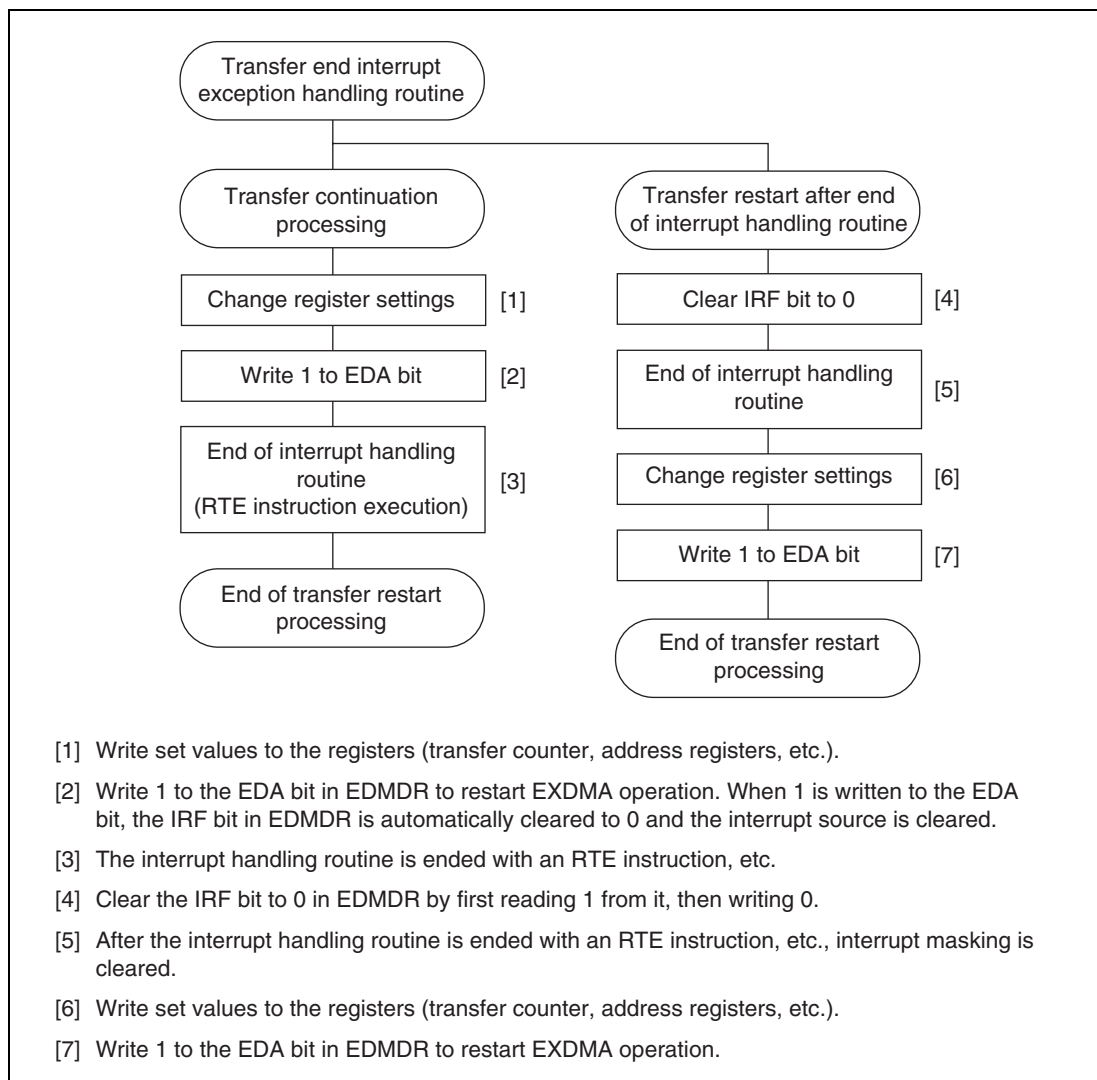 Transfer end interrupt
exception handling routine
Transfer continuation
processing
Change register settings [1]
Write 1 to EDA bit [2]
End of interrupt handling
routine
(RTE instruction execution) [3]
End of transfer restart
processing
Transfer restart after end
of interrupt handling routine
Clear IRF bit to 0 [4]
End of interrupt handling
routine [5]
Change register settings [6]
Write 1 to EDA bit [7]
End of transfer restart
processing
[1] Write set values to the registers (transfer counter, address registers, etc.).
[2] Write 1 to the EDA bit in EDMDR to restart EXDMA operation. When 1 is written to the EDA
bit, the IRF bit in EDMDR is automatically cleared to 0 and the interrupt source is cleared.
[3] The interrupt handling routine is ended with an RTE instruction, etc.
[4] Clear the IRF bit to 0 in EDMDR by first reading 1 from it, then writing 0.
[5] After the interrupt handling routine is ended with an RTE instruction, etc., interrupt masking is
cleared.
[6] Write set values to the registers (transfer counter, address registers, etc.).
[7] Write 1 to the EDA bit in EDMDR to restart EXDMA operation.